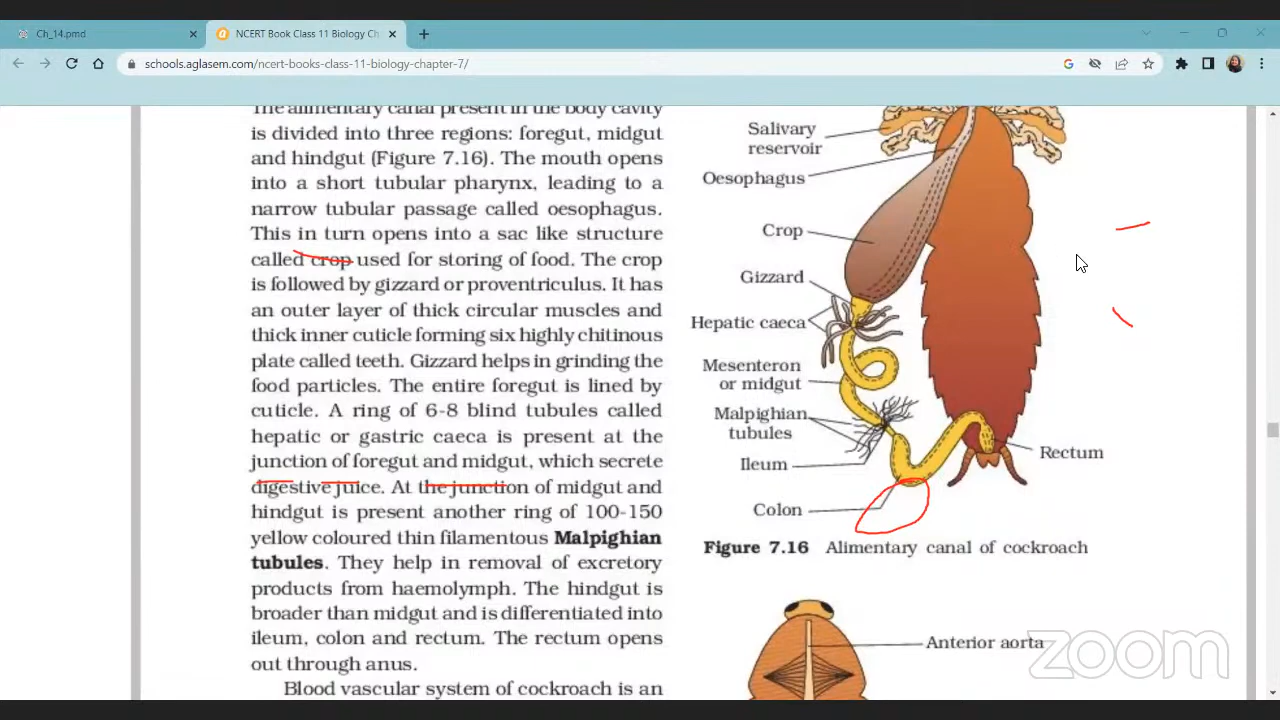 Ch_14.pmd
NCERT Book Class 11 Biology Ch
schools.aglasem.com/ncert-books-class-11-biology-chapter-7/
The alimentary canal present in the body cavity
is divided into three regions: foregut, midgut
and hindgut (Figure 7.16). The mouth opens
into a short tubular pharynx, leading to a
narrow tubular passage called oesophagus.
This in turn opens into a sac like structure
called crop used for storing of food. The crop
is followed by gizzard or proventriculus. It has
an outer layer of thick circular muscles and
thick inner cuticle forming six highly chitinous
plate called teeth. Gizzard helps in grinding the
food particles. The entire foregut is lined by
cuticle. A ring of 6-8 blind tubules called
hepatic or gastric caeca is present at the
junction of foregut and midgut, which secrete
digestive juice. At the junction of midgut and
hindgut is present another ring of 100-150
yellow coloured thin filamentous Malpighian
tubules. They help in removal of excretory
products from haemolymph. The hindgut is
broader than midgut and is differentiated into
ileum, colon and rectum. The rectum opens
out through anus.
Blood vascular system of cockroach is an
Salivary
reservoir
Oesophagus
Crop
Gizzard
Hepatic caeca
Mesenteron
or midgut
Malpighian
tubules
Ileum
Rectum
Colon
Figure 7.16 Alimentary canal of cockroach
Anterior aorta
zoom